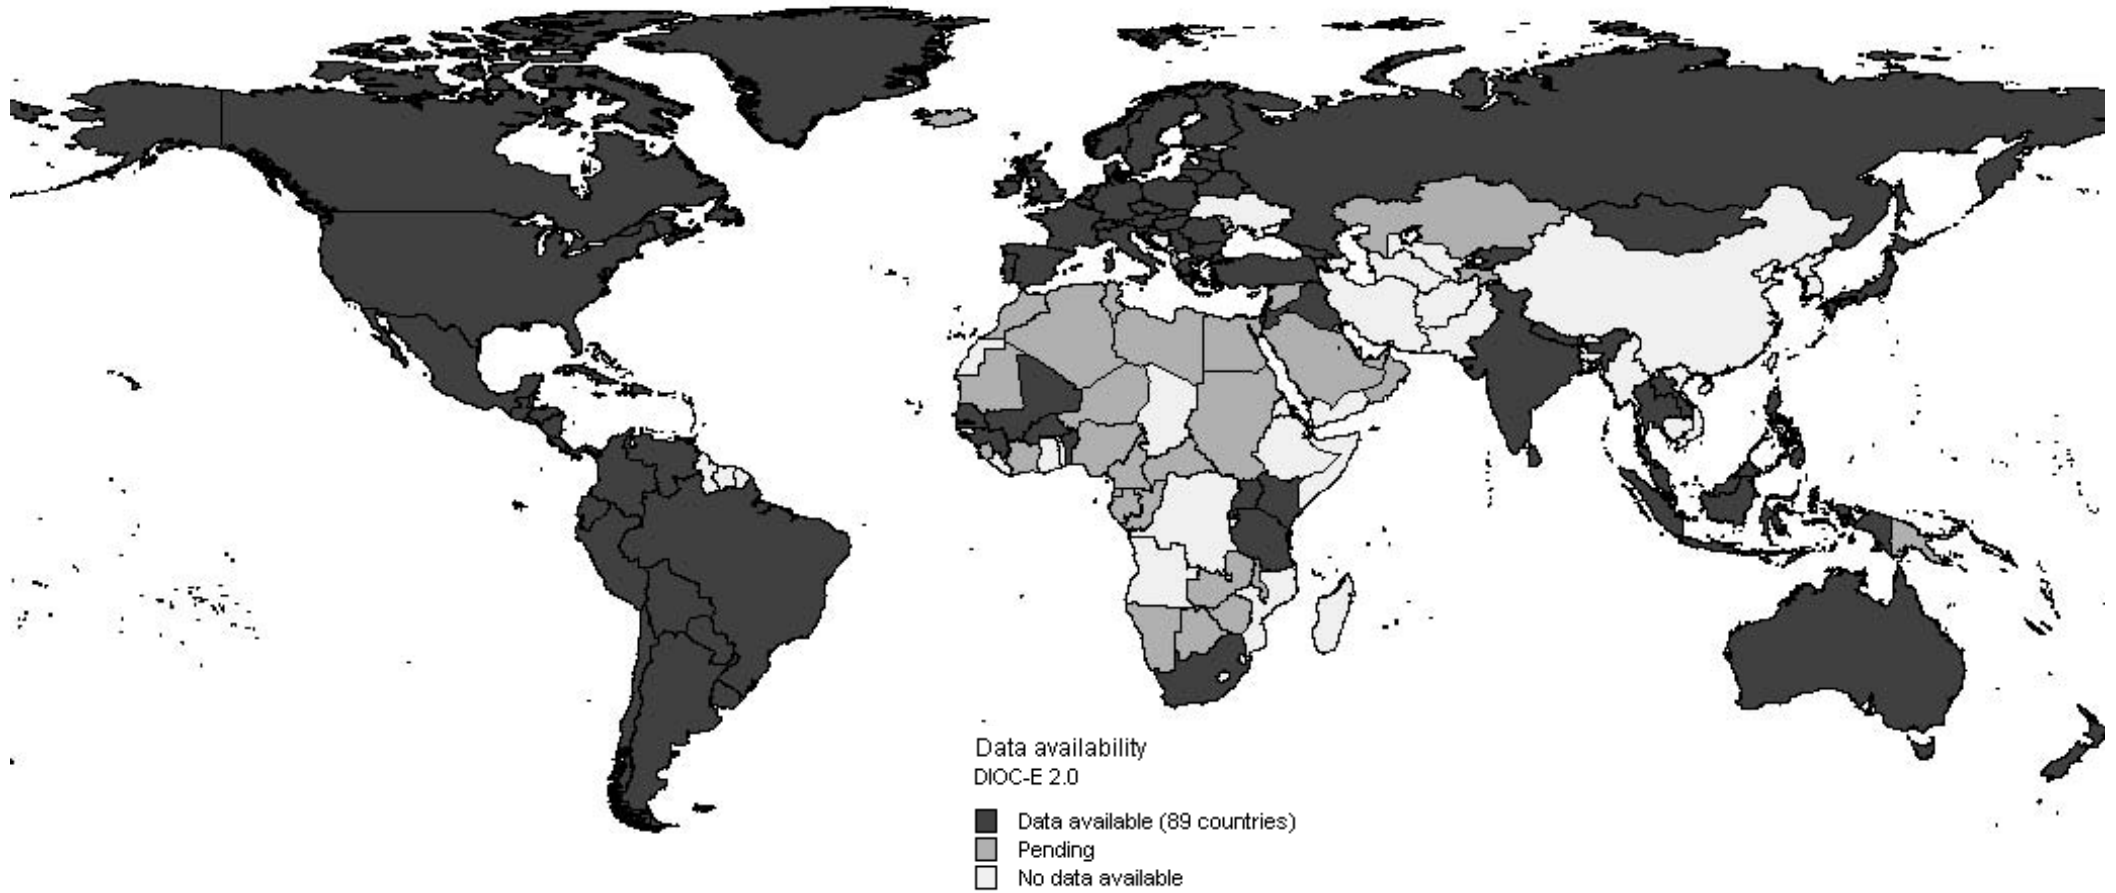 Data availability
DIOC-E 2.0
Data available (89 countries)
Pending
No data available